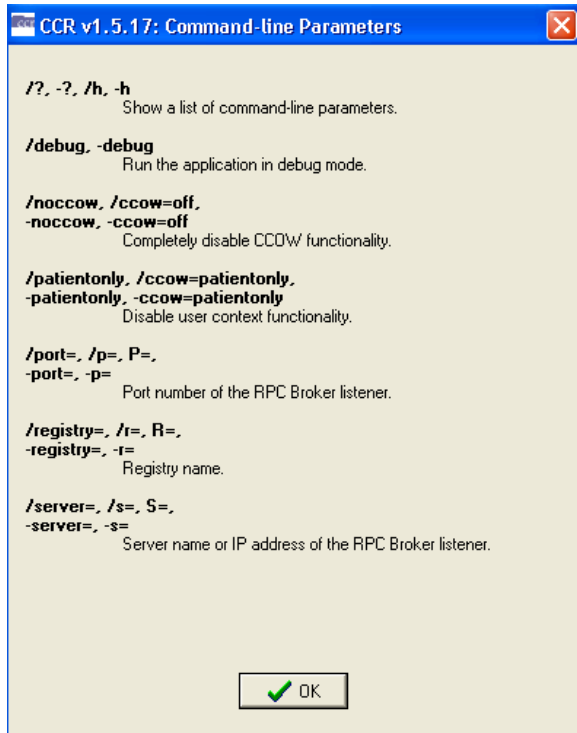 CCR v1.5.17: Command-line Parameters
/?, -?, /h, -h
Show a list of command-line parameters.
/debug, -debug
Run the application in debug mode.
/noccow, /ccow=off,
-noccow, -ccow=off
Completely disable CCOW functionality.
/patientonly, /ccow=patientonly,
-patientonly, -ccow=patientonly
Disable user context functionality.
/port=, /p=, P=,
-port=, -p=
Port number of the RPC Broker listener.
/registry=, /r=, R=,
-registry=, -r=
Registry name.
/server=, /s=, S=,
-server=, -s=
Server name or IP address of the RPC Broker listener.
OK